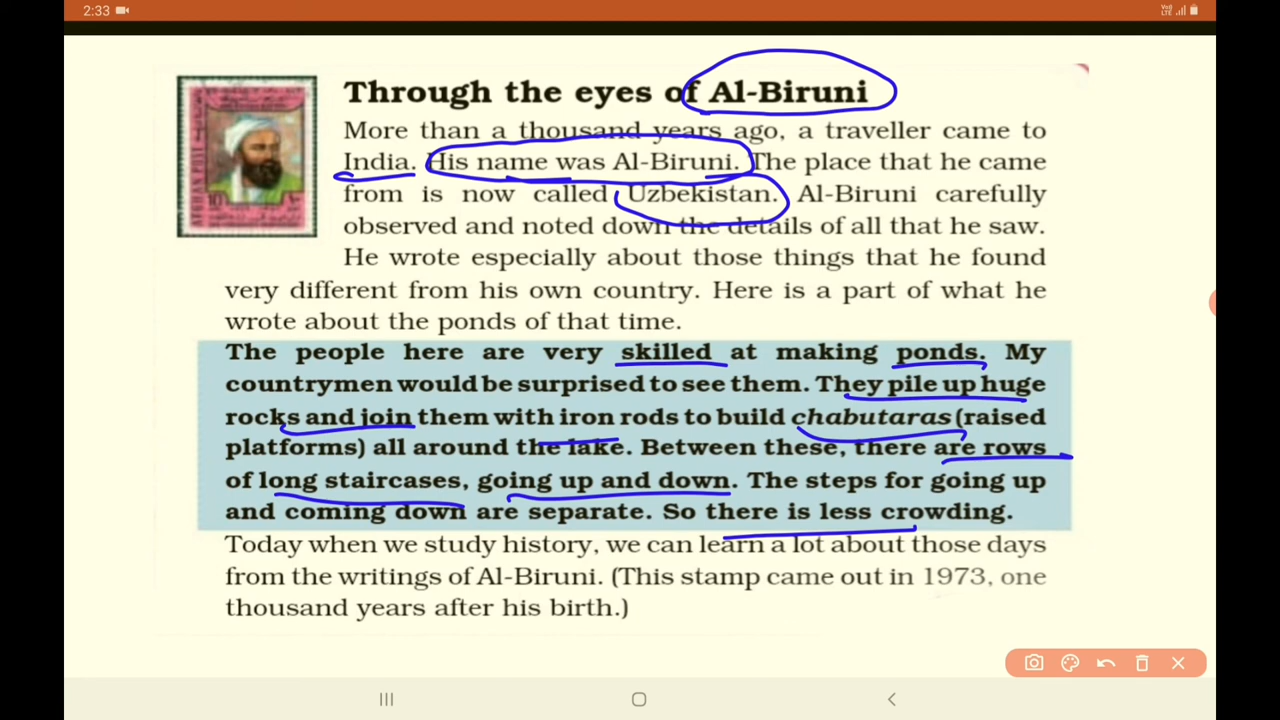 2:33
Through the eyes of Al-Biruni
More than a thousand years ago, a traveller came to
India. His name was Al-Biruni. The place that he came
from is now called Uzbekistan. Al-Biruni carefully
observed and noted down the details of all that he saw.
He wrote especially about those things that he found
very different from his own country. Here is a part of what he
wrote about the ponds of that time.
The people here are very skilled at making ponds. My
countrymen would be surprised to see them. They pile up huge
rocks and join them with iron rods to build chabutaras (raised
platforms) all around the lake. Between these, there are rows
of long staircases, going up and down. The steps for going up
and coming down are separate. So there is less crowding.
Today when we study history, we can learn a lot about those days
from the writings of Al-Biruni. (This stamp came out in 1973, one
thousand years after his birth.)